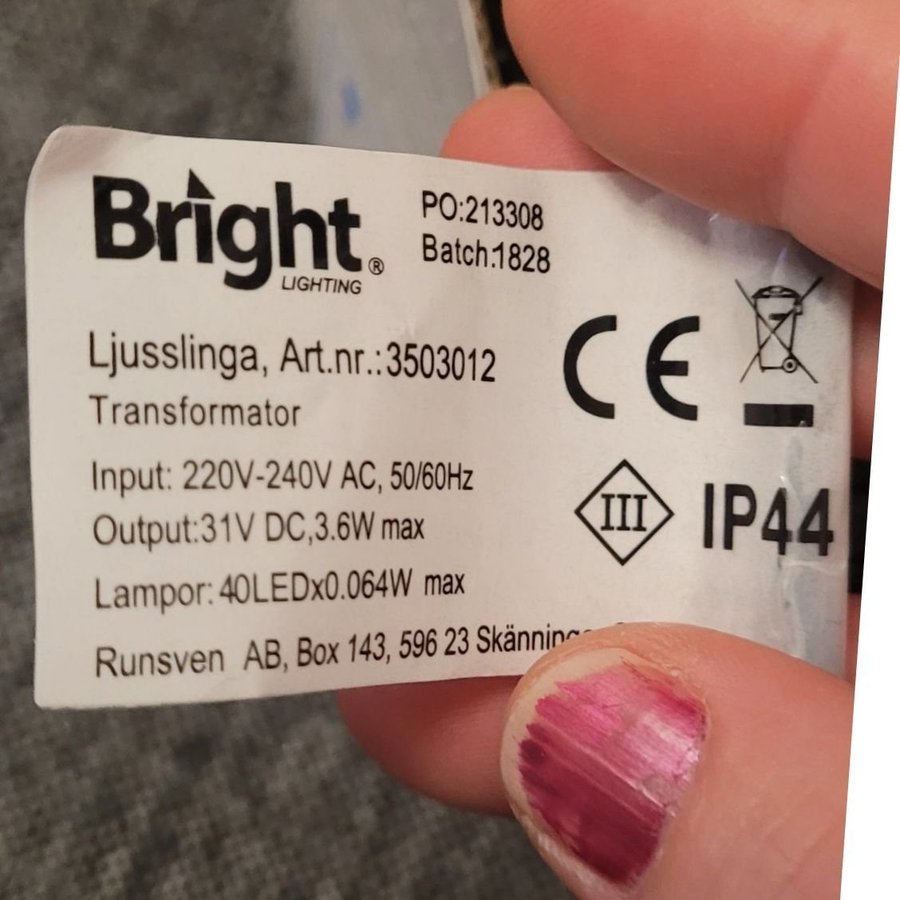 Bright®
LIGHTING
PO:213308
Batch:1828
Ljusslinga, Art.nr.:3503012
Transformator
Input: 220V-240V AC, 50/60Hz
Output:31V DC,3.6W max
Lampor: 40LEDx0.064W max
Runsven AB, Box 143, 596 23
CE
III
IP44